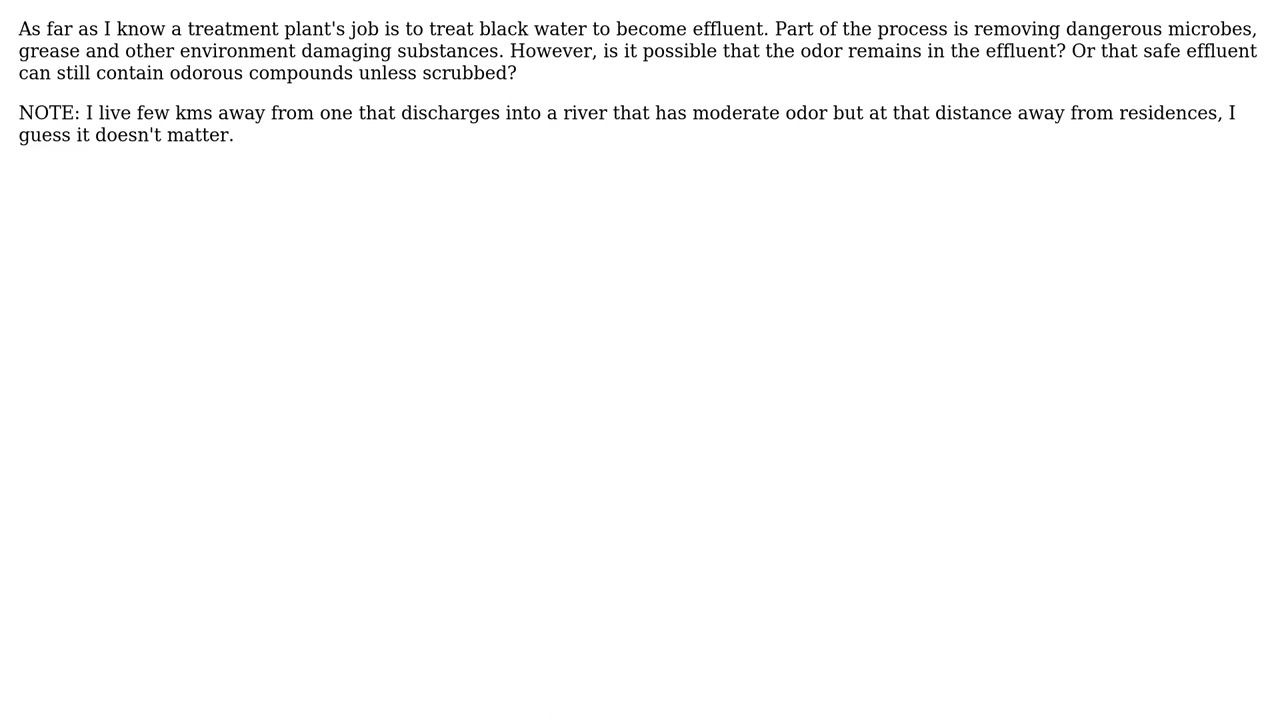 As far as I know a treatment plant's job is to treat black water to become effluent. Part of the process is removing dangerous microbes,
grease and other environment damaging substances. However, is it possible that the odor remains in the effluent? Or that safe effluent
can still contain odorous compounds unless scrubbed?
NOTE: I live few kms away from one that discharges into a river that has moderate odor but at that distance away from residences, I
guess it doesn't matter.